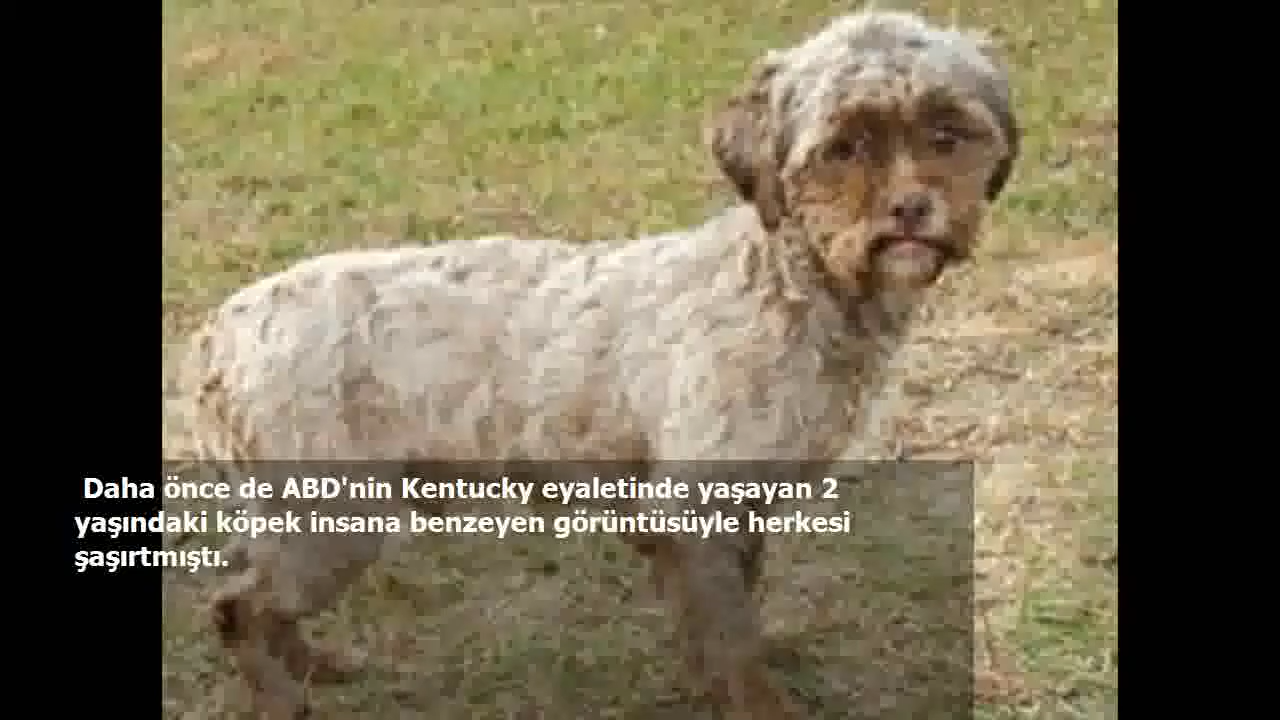 Daha önce de ABD'nin Kentucky eyaletinde yaşayan 2
yaşındaki köpek insana benzeyen görüntüsüyle herkesi
şaşırtmıştı.